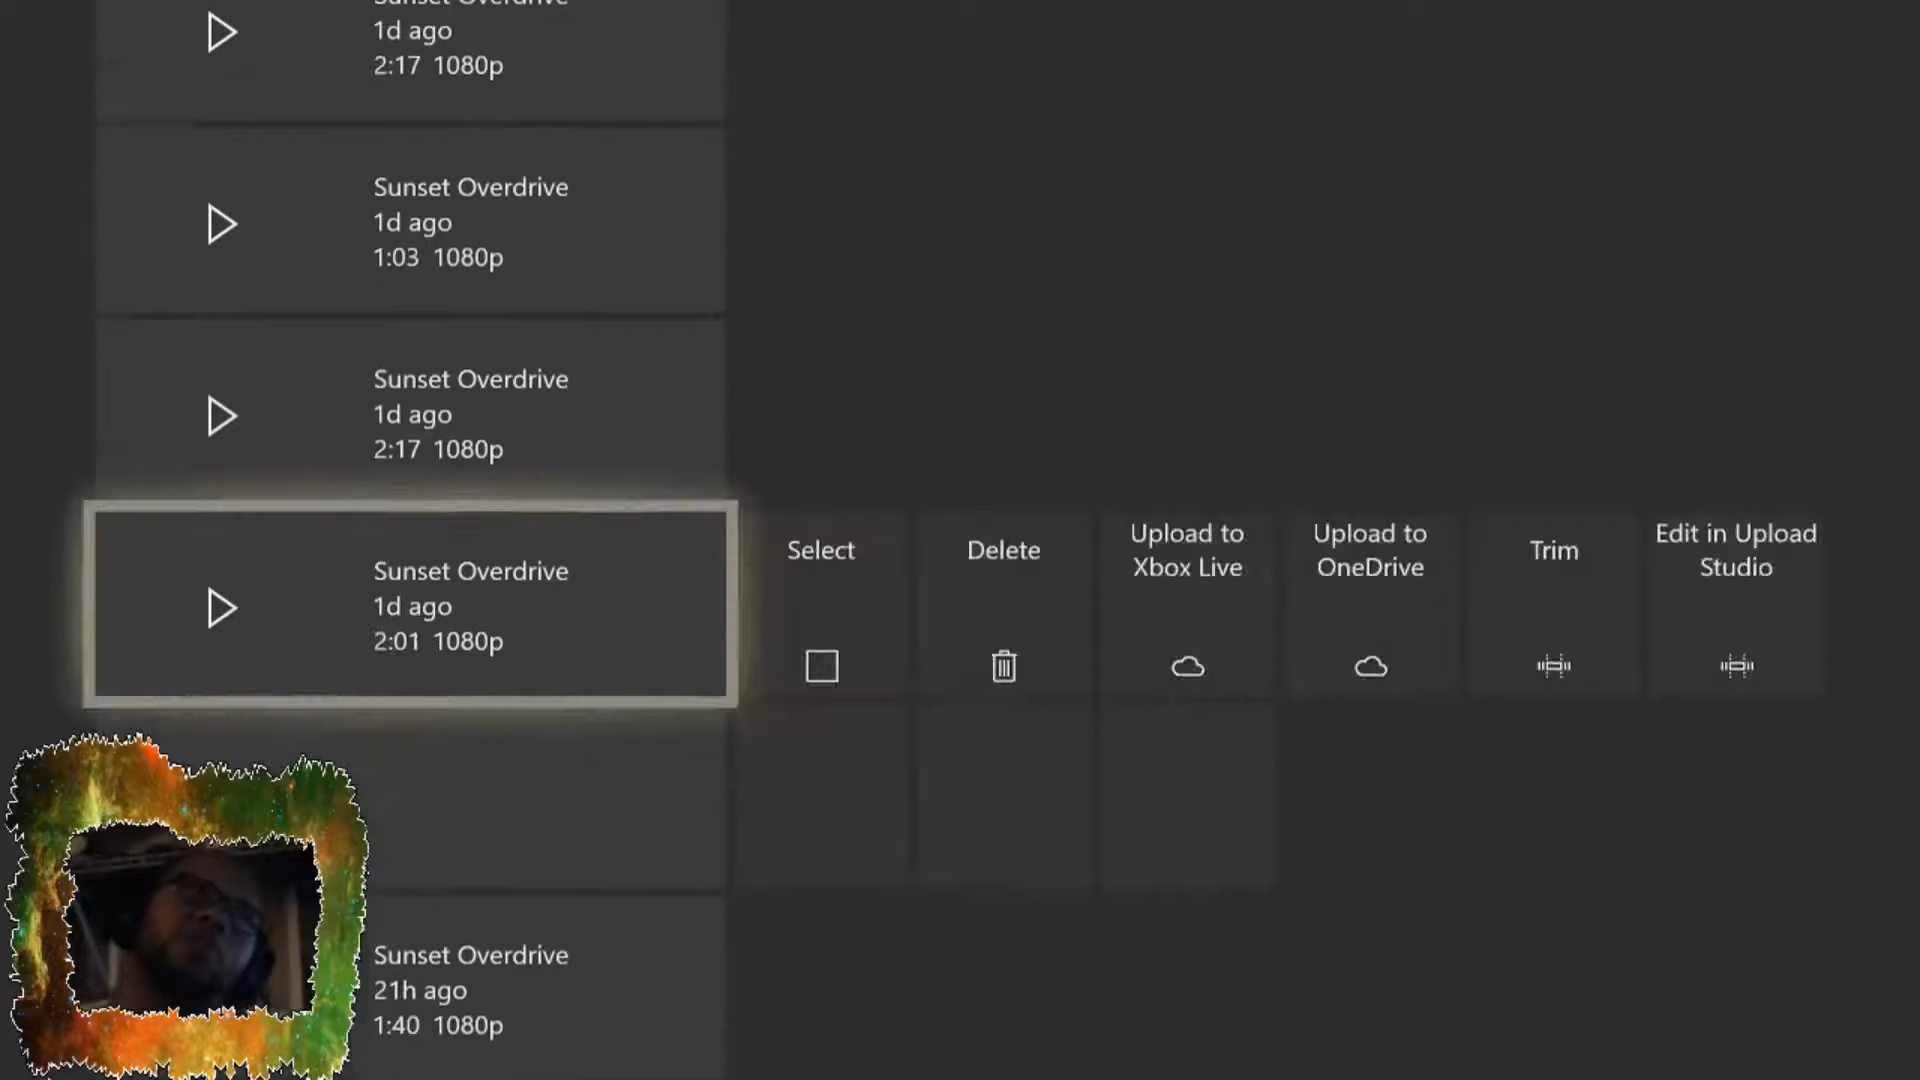 Sunset Overdrive
1d ago
2:17 1080p
Sunset Overdrive
1d ago
1:03 1080p
Sunset Overdrive
1d ago
2:17 1080p
Sunset Overdrive
1d ago
2:01 1080p
Select
Delete
Upload to
Xbox Live
Upload to
OneDrive
Trim
Edit in Upload
Studio
Sunset Overdrive
21h ago
1:40 1080p